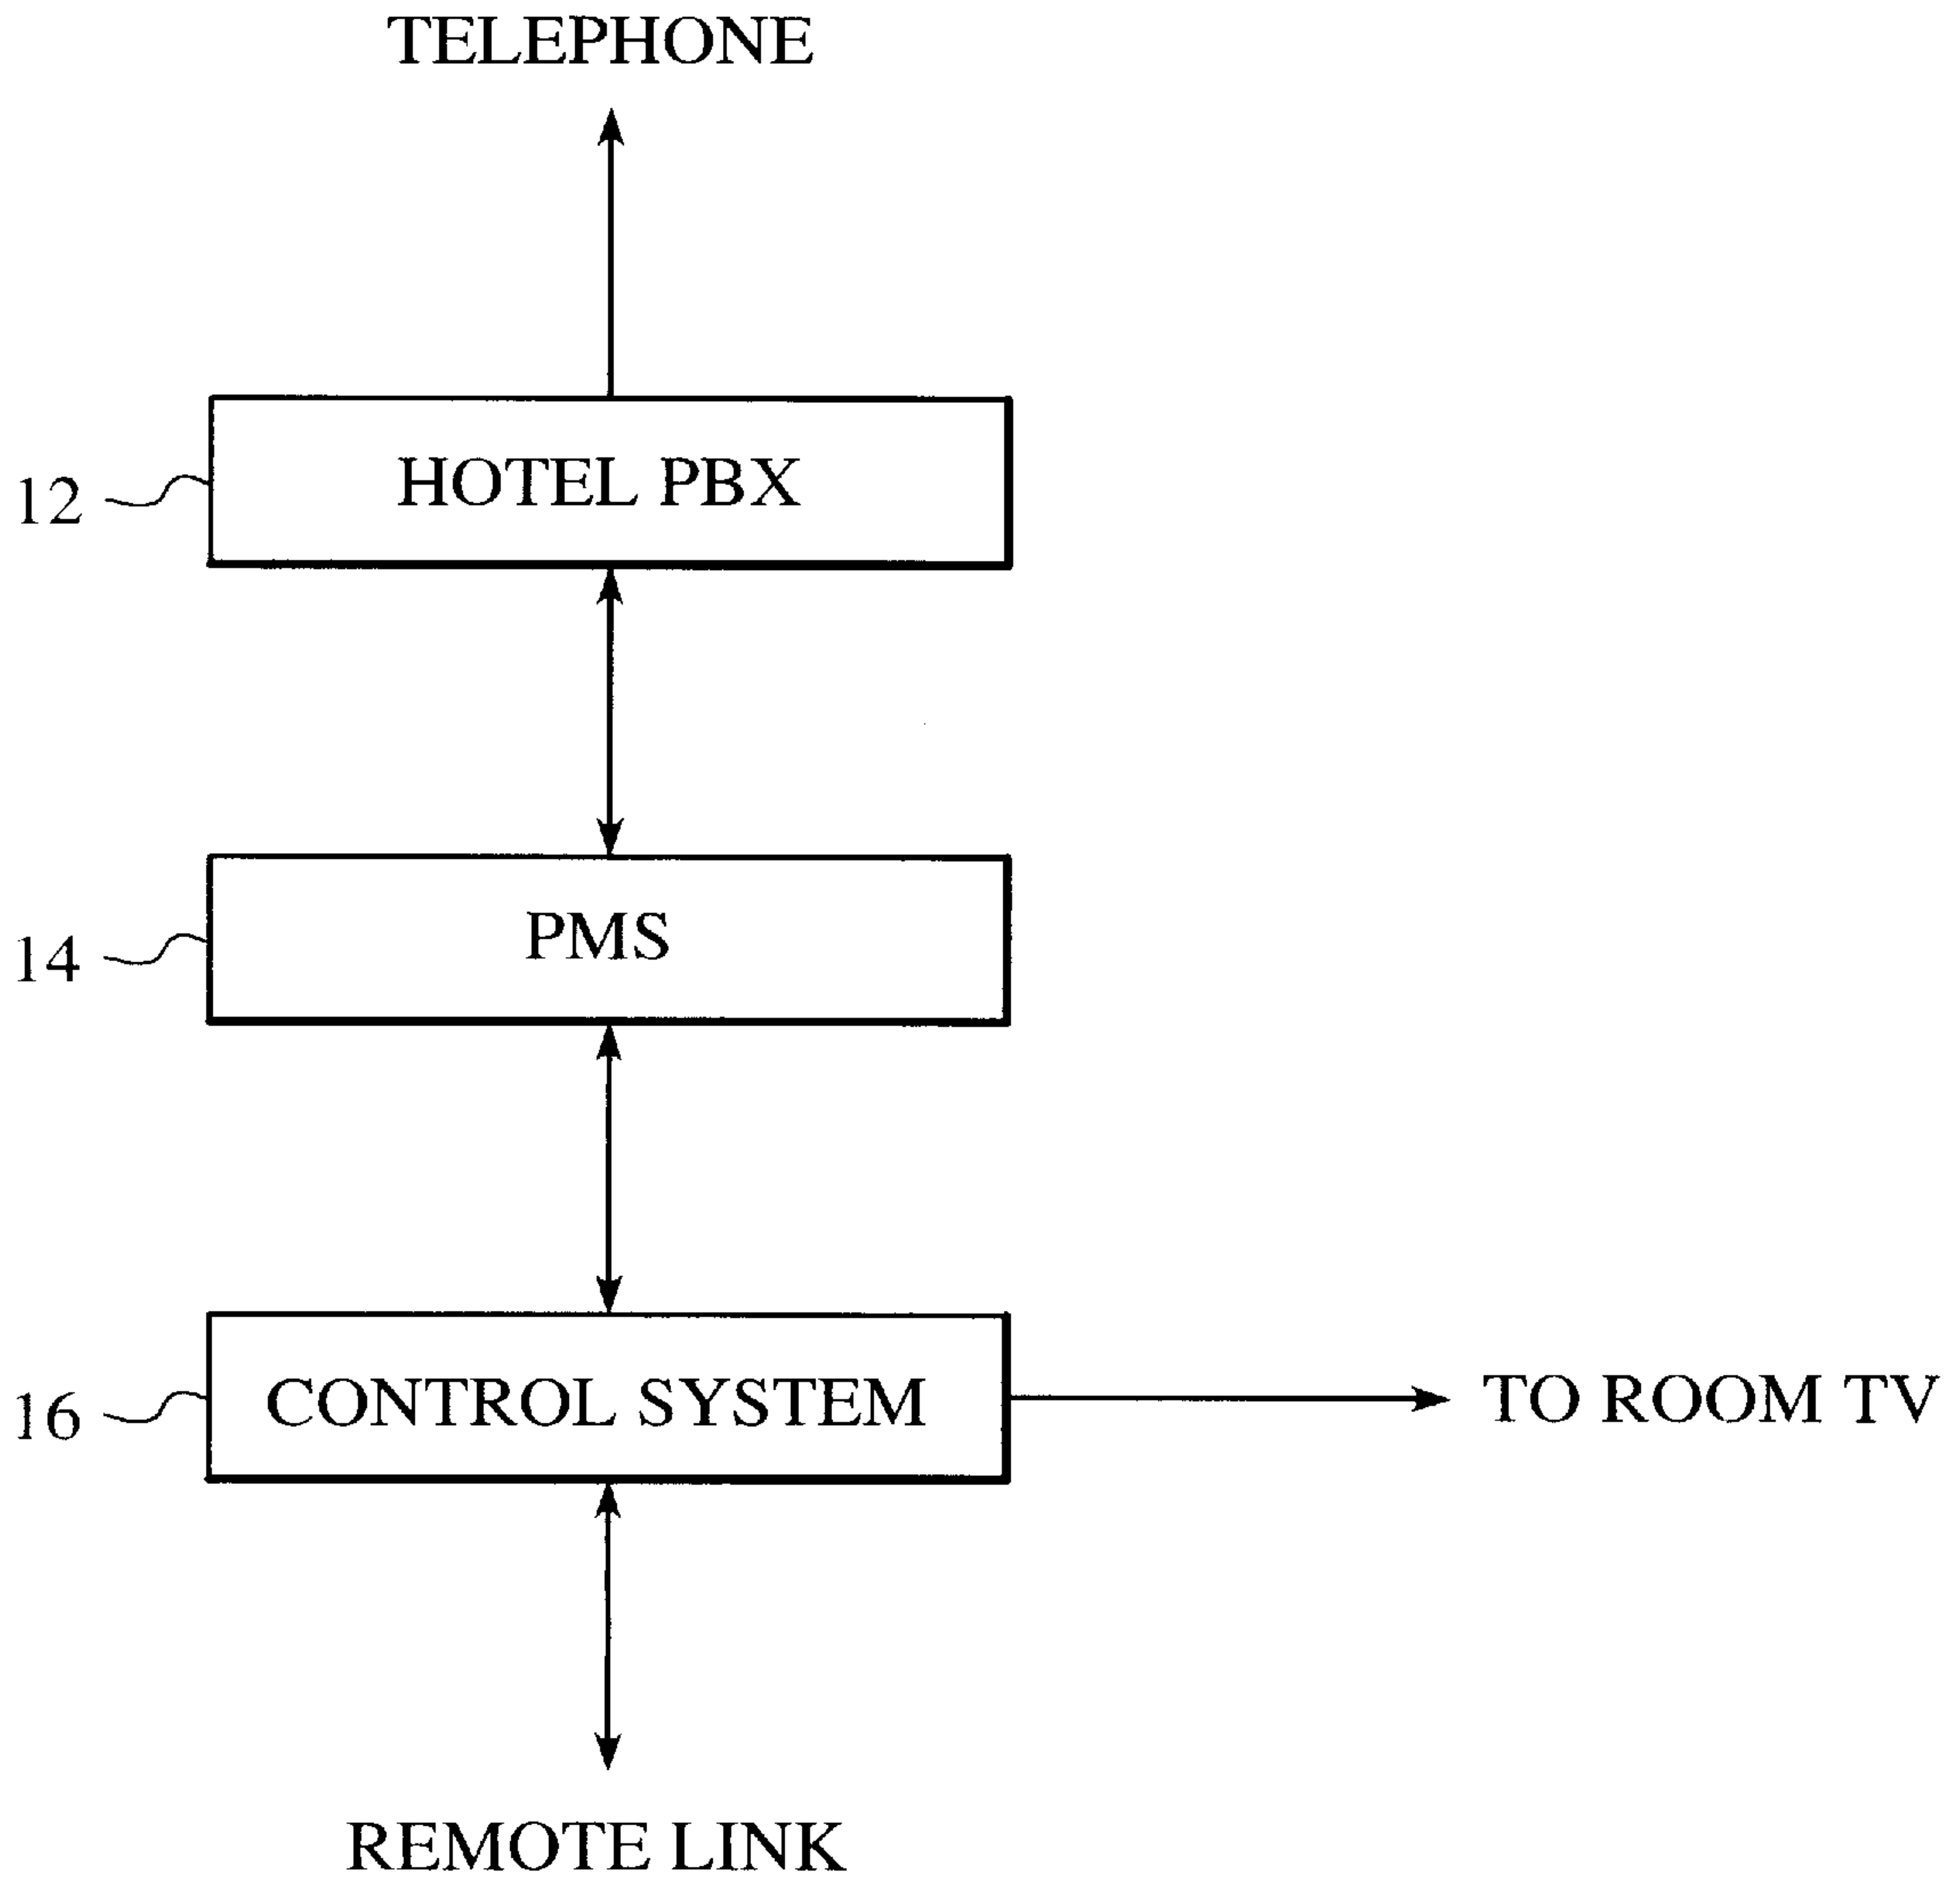 TELEPHONE
HOTEL PBX
12
PMS
14
CONTROL SYSTEM
TO ROOM TV
16
REMOTE LINK